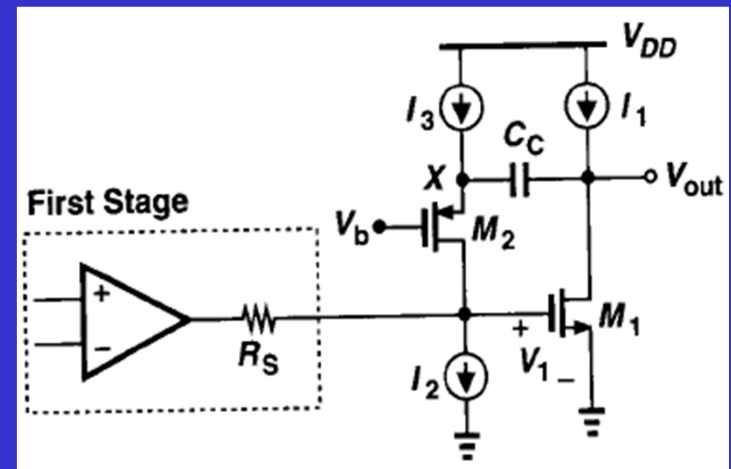 V_DD
I_3
I_1
C_C
X
V_out
First Stage
V_b
M_2
+
−
R_S
+
V_1
−
M_1
I_2